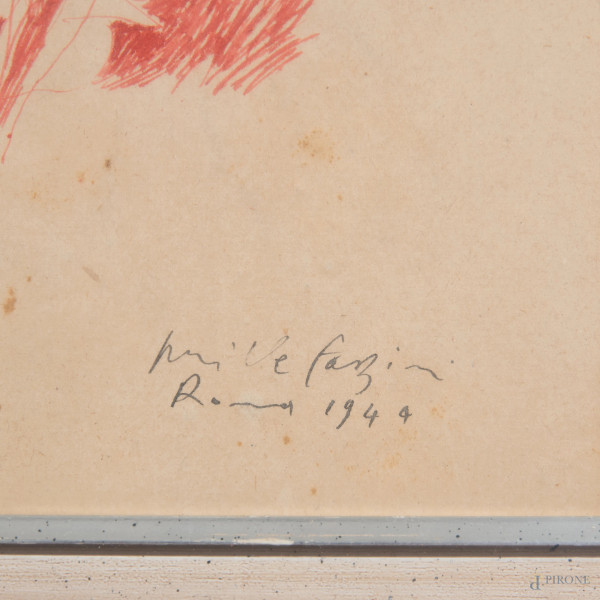 Pericle Fazzini
Roma 1944
d. PIRONE